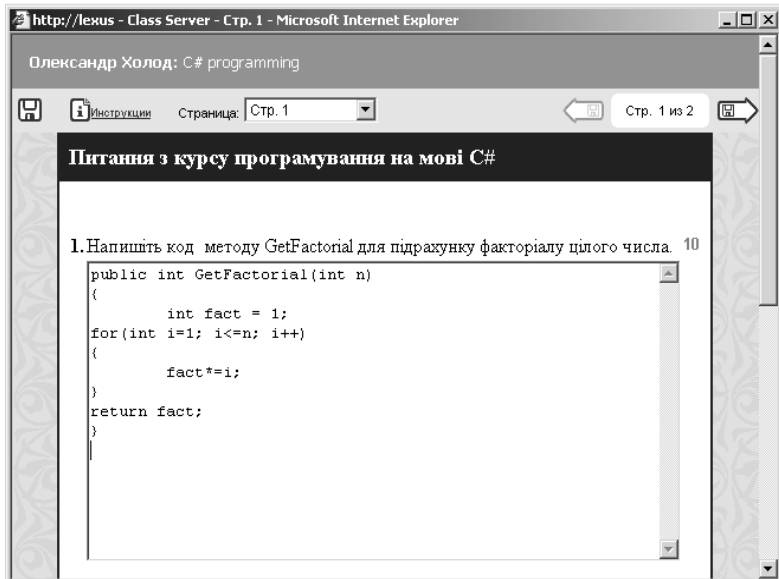 http://lexus - Class Server - Стр. 1 - Microsoft Internet Explorer
Олександр Холод: C# programming
Инструкции Страница: Стр. 1 Стр. 1 из 2
Питання з курсу програмування на мові C#
1. Напишіть код методу GetFactorial для підрахунку факторіалу цілого числа. 10
public int GetFactorial(int n)
{
int fact = 1;
for(int i=1; i<=n; i++)
{
fact*=i;
}
return fact;
}